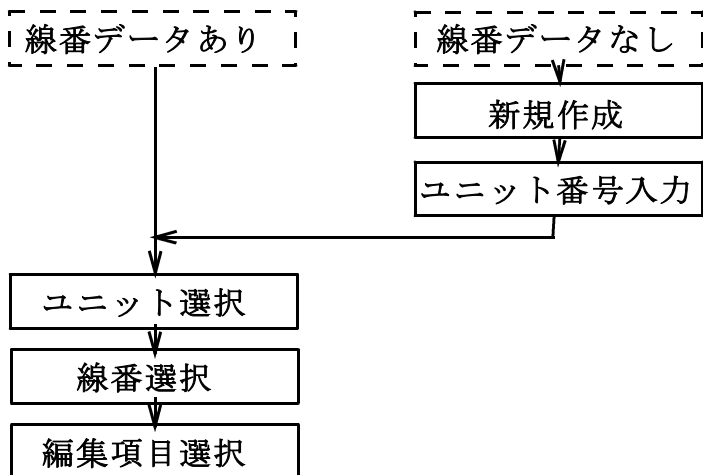 線番データあり
線番データなし
新規作成
ユニット番号入力
ユニット選択
線番選択
編集項目選択